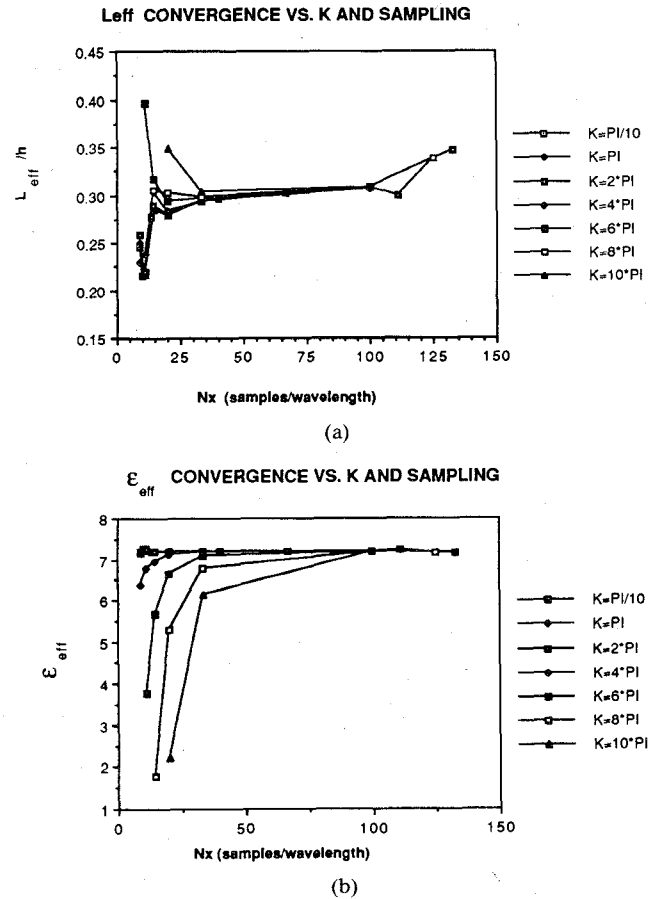 Leff CONVERGENCE VS. K AND SAMPLING
0.45
0.40
0.35
0.30
0.25
0.20
0.15
L eff /h
0 25 50 75 100 125 150
Nx (samples/wavelength)
K=PI/10
K=PI
K=2*PI
K=4*PI
K=6*PI
K=8*PI
K=10*PI
(a)
εeff CONVERGENCE VS. K AND SAMPLING
8
7
6
5
4
3
2
1
εeff
0 50 100 150
Nx (samples/wavelength)
K=PI/10
K=PI
K=2*PI
K=4*PI
K=6*PI
K=8*PI
K=10*PI
(b)